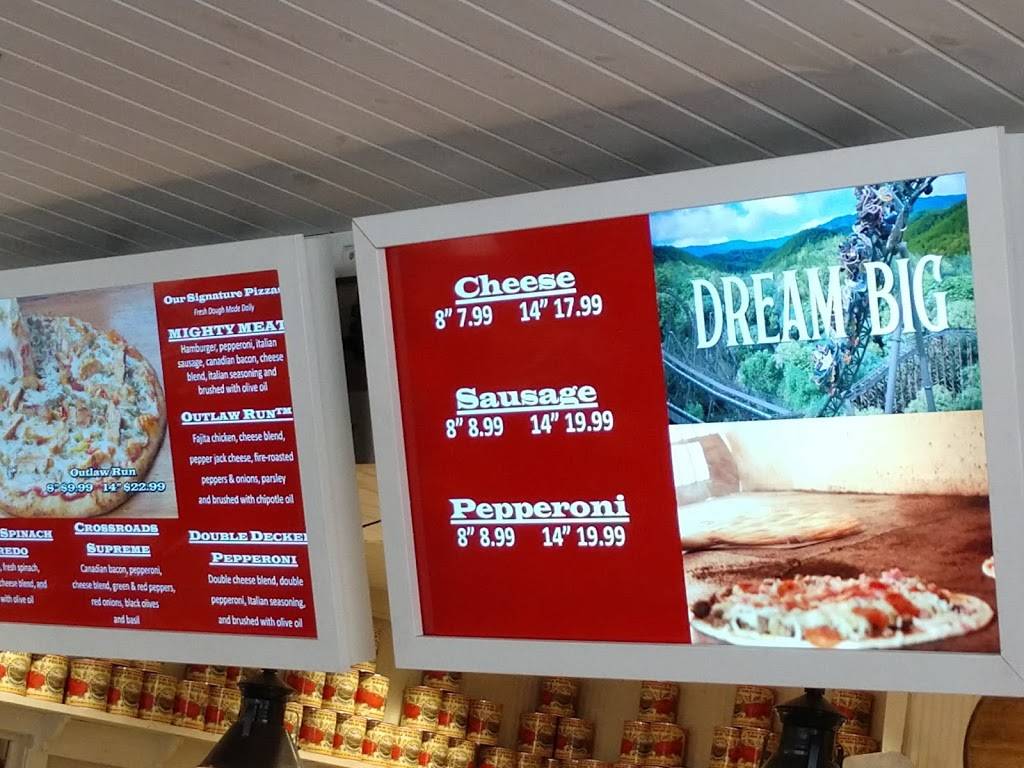 Our Signature Pizzas
Fresh Dough Made Daily
MIGHTY MEAT
Hamburger, pepperoni, italian
sausage, canadian bacon, cheese
blend, italian seasoning and
brushed with olive oil
OUTLAW RUN™
Fajita chicken, cheese blend,
pepper jack cheese, fire-roasted
peppers & onions, parsley
and brushed with chipotle oil
Outlaw Run
8" $9.99 14" $22.99
SPINACH
REDO
, fresh spinach,
cheese blend, and
with olive oil
CROSSROADS
SUPREME
Canadian bacon, pepperoni,
cheese blend, green & red peppers,
red onions, black olives
and basil
DOUBLE DECKER
PEPPERONI
Double cheese blend, double
pepperoni, Italian seasoning,
and brushed with olive oil
Cheese
8" 7.99 14" 17.99
Sausage
8" 8.99 14" 19.99
Pepperoni
8" 8.99 14" 19.99
DREAM BIG